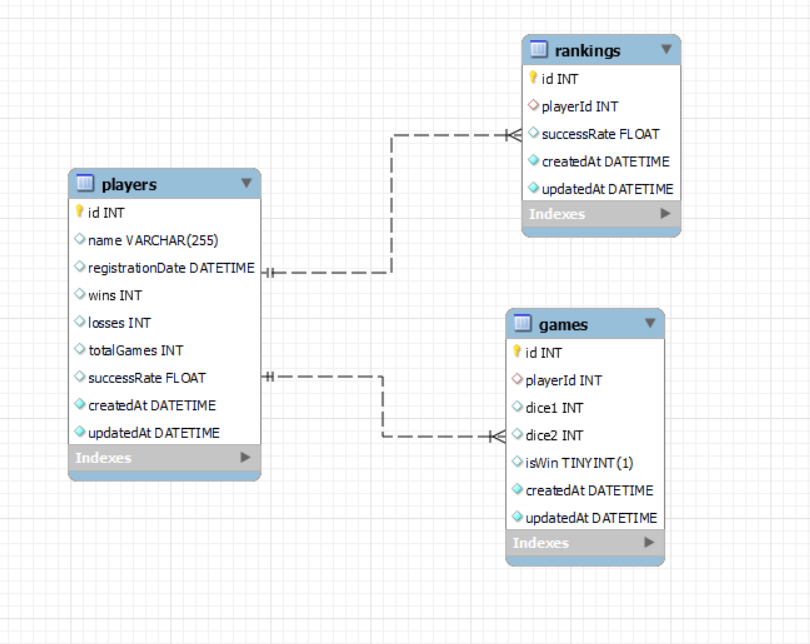 players
id INT
name VARCHAR(255)
registrationDate DATETIME
wins INT
losses INT
totalGames INT
successRate FLOAT
createdAt DATETIME
updatedAt DATETIME
Indexes
rankings
id INT
playerId INT
successRate FLOAT
createdAt DATETIME
updatedAt DATETIME
Indexes
games
id INT
playerId INT
dice1 INT
dice2 INT
isWin TINYINT(1)
createdAt DATETIME
updatedAt DATETIME
Indexes